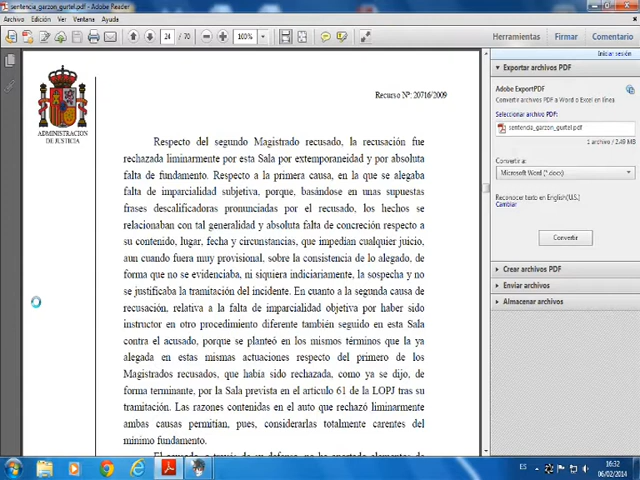 sentencia_garzon_gurtel.pdf - Adobe Reader
Archivo Edición Ver Ventana Ayuda
24 / 70 100% Herramientas Firmar Comentario
Iniciar sesión
Exportar archivos PDF
Adobe ExportPDF
Convertir archivos PDF a Word o Excel en línea
Seleccionar archivo PDF:
sentencia_garzon_gurtel.pdf
1 archivo / 2.49 MB
Convertir a:
Microsoft Word (*.docx)
Reconocer texto en English(U.S.)
Cambiar
Convertir
Crear archivo PDF
Enviar archivos
Almacenar archivos
ADMINISTRACION
DE JUSTICIA
Recurso Nº: 20716/2009
Respecto del segundo Magistrado recusado, la recusación fue
rechazada liminarmente por esta Sala por extemporaneidad y por absoluta
falta de fundamento. Respecto a la primera causa, en la que se alegaba
falta de imparcialidad subjetiva, porque, basándose en unas supuestas
frases descalificadoras pronunciadas por el recusado, los hechos se
relacionaban con tal generalidad y absoluta falta de concreción respecto a
su contenido, lugar, fecha y circunstancias, que impedían cualquier juicio,
aun cuando fuera muy provisional, sobre la consistencia de lo alegado, de
forma que no se evidenciaba, ni siquiera indiciariamente, la sospecha y no
se justificaba la tramitación del incidente. En cuanto a la segunda causa de
recusación, relativa a la falta de imparcialidad objetiva por haber sido
instructor en otro procedimiento diferente también seguido en esta Sala
contra el acusado, porque se planteó en los mismos términos que la ya
alegada en estas mismas actuaciones respecto del primero de los
Magistrados recusados, que había sido rechazada, como ya se dijo, de
forma terminante, por la Sala prevista en el artículo 61 de la LOPJ tras su
tramitación. Las razones contenidas en el auto que rechazó liminarmente
ambas causas permitían, pues, considerarlas totalmente carentes del
mínimo fundamento.
ES 16:32
06/02/2014